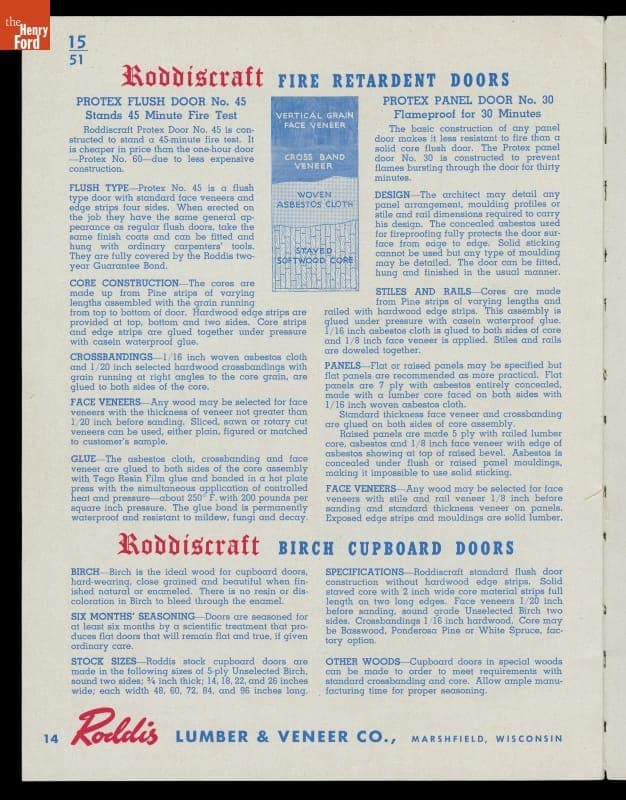 the
Henry
Ford
15
51
Roddiscraft FIRE RETARDENT DOORS
PROTEX FLUSH DOOR No. 45
Stands 45 Minute Fire Test
Roddiscraft Protex Door No. 45 is con-
structed to stand a 45-minute fire test. It
is cheaper in price than the one-hour door
—Protex No. 60—due to less expensive
construction.
FLUSH TYPE—Protex No. 45 is a flush
type door with standard face veneers and
edge strips four sides. When erected on
the job they have the same general ap-
pearance as regular flush doors, take the
same finish coats and can be fitted and
hung with ordinary carpenters' tools.
They are fully covered by the Roddis two-
year Guarantee Bond.
CORE CONSTRUCTION—The cores are
made up from Pine strips of varying
lengths assembled with the grain running
from top to bottom of door. Hardwood edge strips are
provided at top, bottom and two sides. Core strips
and edge strips are glued together under pressure
with casein waterproof glue.
CROSSBANDINGS—1/16 inch woven asbestos cloth
and 1/20 inch selected hardwood crossbandings with
grain running at right angles to the core grain, are
glued to both sides of the core.
FACE VENEERS—Any wood may be selected for face
veneers with the thickness of veneer not greater than
1/20 inch before sanding. Sliced, sawn or rotary cut
veneers can be used, either plain, figured or matched
to customer's sample.
GLUE—The asbestos cloth, crossbanding and face
veneer are glued to both sides of the core assembly
with Tego Resin Film glue and bonded in a hot plate
press with the simultaneous application of controlled
heat and pressure—about 250° F. with 200 pounds per
square inch pressure. The glue bond is permanently
waterproof and resistant to mildew, fungi and decay.
VERTICAL GRAIN
FACE VENEER
CROSS BAND
VENEER
WOVEN
ASBESTOS CLOTH
STAVED
SOFTWOOD CORE
PROTEX PANEL DOOR No. 30
Flameproof for 30 Minutes
The basic construction of any panel
door makes it less resistant to fire than a
solid core flush door. The Protex panel
door No. 30 is constructed to prevent
flames bursting through the door for thirty
minutes.
DESIGN—The architect may detail any
panel arrangement, moulding profiles or
stile and rail dimensions required to carry
his design. The concealed asbestos used
for fireproofing fully protects the door sur-
face from edge to edge. Solid sticking
cannot be used but any type of moulding
may be detailed. The door can be fitted,
hung and finished in the usual manner.
STILES AND RAILS—Cores are made
from Pine strips of varying lengths and
railed with hardwood edge strips. This assembly is
glued under pressure with casein waterproof glue.
1/16 inch asbestos cloth is glued to both sides of core
and 1/8 inch face veneer is applied. Stiles and rails
are doweled together.
PANELS—Flat or raised panels may be specified but
flat panels are recommended as more practical. Flat
panels are 7 ply with asbestos entirely concealed,
made with a lumber core faced on both sides with
1/16 inch woven asbestos cloth.
Standard thickness face veneer and crossbanding
are glued on both sides of core assembly.
Raised panels are made 5 ply with railed lumber
core, asbestos and 1/8 inch face veneer with edge of
asbestos showing at top of raised bevel. Asbestos is
concealed under flush or raised panel mouldings,
making it impossible to use solid sticking.
FACE VENEERS—Any wood may be selected for face
veneers with stile and rail veneer 1/8 inch before
sanding and standard thickness veneer on panels.
Exposed edge strips and mouldings are solid lumber.
Roddiscraft BIRCH CUPBOARD DOORS
BIRCH—Birch is the ideal wood for cupboard doors,
hard-wearing, close grained and beautiful when fin-
ished natural or enameled. There is no resin or dis-
coloration in Birch to bleed through the enamel.
SIX MONTHS' SEASONING—Doors are seasoned for
at least six months by a scientific treatment that pro-
duces flat doors that will remain flat and true, if given
ordinary care.
STOCK SIZES—Roddis stock cupboard doors are
made in the following sizes of 5-ply Unselected Birch,
sound two sides; ¾ inch thick; 14, 18, 22, and 26 inches
wide; each width 48, 60, 72, 84, and 96 inches long.
SPECIFICATIONS—Roddiscraft standard flush door
construction without hardwood edge strips. Solid
staved core with 2 inch wide core material strips full
length on two long edges. Face veneers 1/20 inch
before sanding, sound grade Unselected Birch two
sides. Crossbandings 1/16 inch hardwood. Core may
be Basswood, Ponderosa Pine or White Spruce, fac-
tory option.
OTHER WOODS—Cupboard doors in special woods
can be made to order to meet requirements with
standard crossbanding and core. Allow ample manu-
facturing time for proper seasoning.
14 Roddis LUMBER & VENEER CO., MARSHFIELD, WISCONSIN